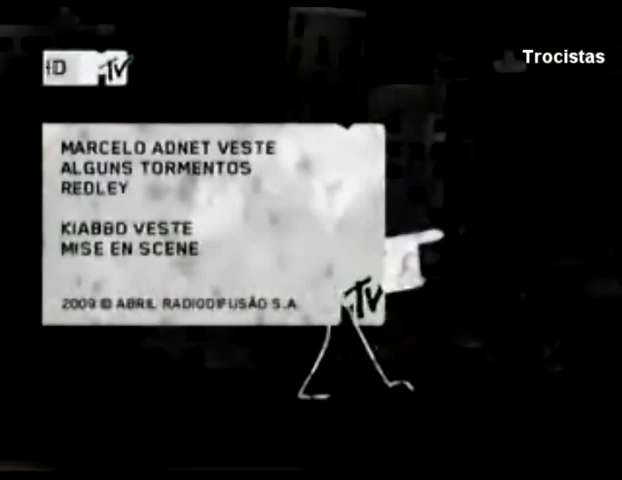 HD MTV
Trocistas
MARCELO ADNET VESTE
ALGUNS TORMENTOS
REDLEY
KIABBO VESTE
MISE EN SCENE
2009 © ABRIL RADIODIFUSÃO S.A.
MTV